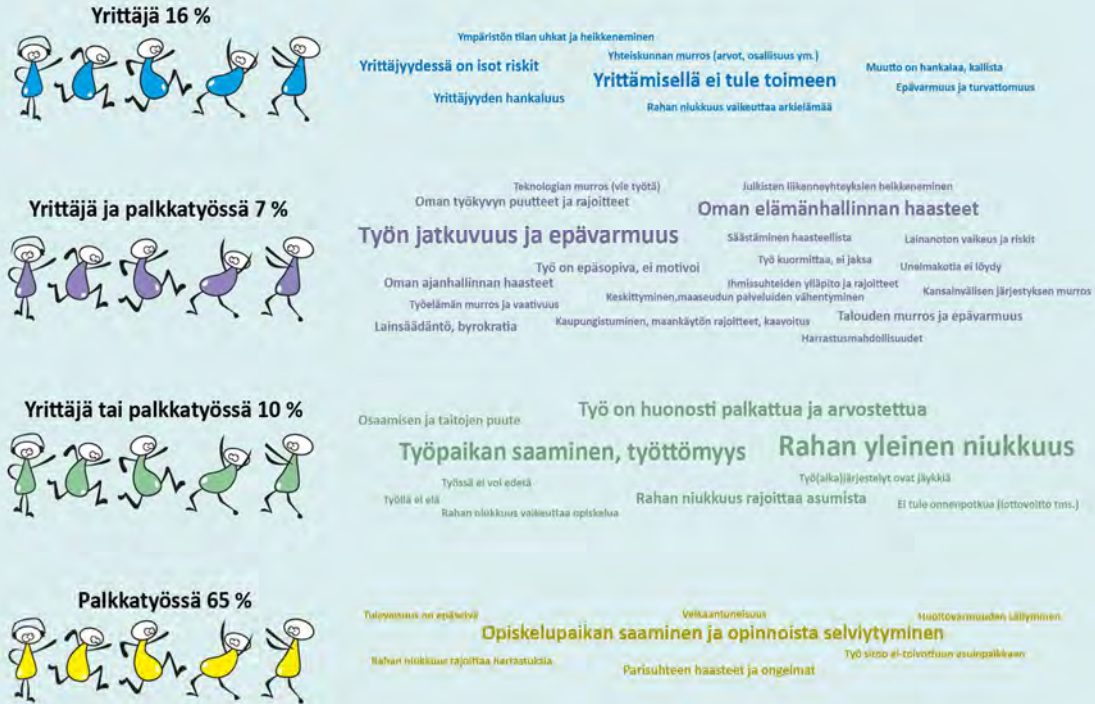 Yrittäjä 16 %
Ympäristön tilan uhkat ja heikkeneminen
Yrittäjyydessä on isot riskit
Yhteiskunnan murros (arvot, osallisuus ym.)
Yrittämisellä ei tule toimeen
Muutto on hankalaa, kallista
Yrittäjyyden hankaluus
Epävarmuus ja turvattomuus
Rahan niukkuus vaikeuttaa arkielämää
Yrittäjä ja palkkatyössä 7 %
Teknologian murros (vie työtä)
Julkisten liikenneyhteyksien heikkeneminen
Oman työkyvyn puutteet ja rajoitteet
Oman elämänhallinnan haasteet
Työn jatkuvuus ja epävarmuus
Säästäminen haasteellista
Lainanoton vaikeus ja riskit
Työ on epäsopiva, ei motivoi
Työ kuormittaa, ei jaksa
Unelmakotia ei löydy
Oman ajanhallinnan haasteet
Ihmissuhteiden ylläpito ja rajoitteet
Kansainvälisen järjestyksen murros
Keskittyminen,maaseudun palveluiden vähentyminen
Työelämän murros ja vaativuus
Talouden murros ja epävarmuus
Lainsäädäntö, byrokratia
Kaupungistuminen, maankäytön rajoitteet, kaavoitus
Harrastusmahdollisuudet
Yrittäjä tai palkkatyössä 10 %
Työ on huonosti palkattua ja arvostettua
Osaamisen ja taitojen puute
Työpaikan saaminen, työttömyys
Rahan yleinen niukkuus
Työssä ei voi edetä
Työ(aika)järjestelyt ovat jäykkiä
Työllä ei elä
Rahan niukkuus rajoittaa asumista
Ei tule onnenpotkua (lottovoitto tms.)
Rahan niukkuus vaikeuttaa opiskelua
Palkkatyössä 65 %
Tulevaisuus on epäselvä
Velkaantuneisuus
Huoltovarmuuden säilyminen
Opiskelupaikan saaminen ja opinnoista selviytyminen
Rahan niukkuus rajoittaa harrastuksia
Työ sitoo ei-toivottuun asuinpaikkaan
Parisuhteen haasteet ja ongelmat